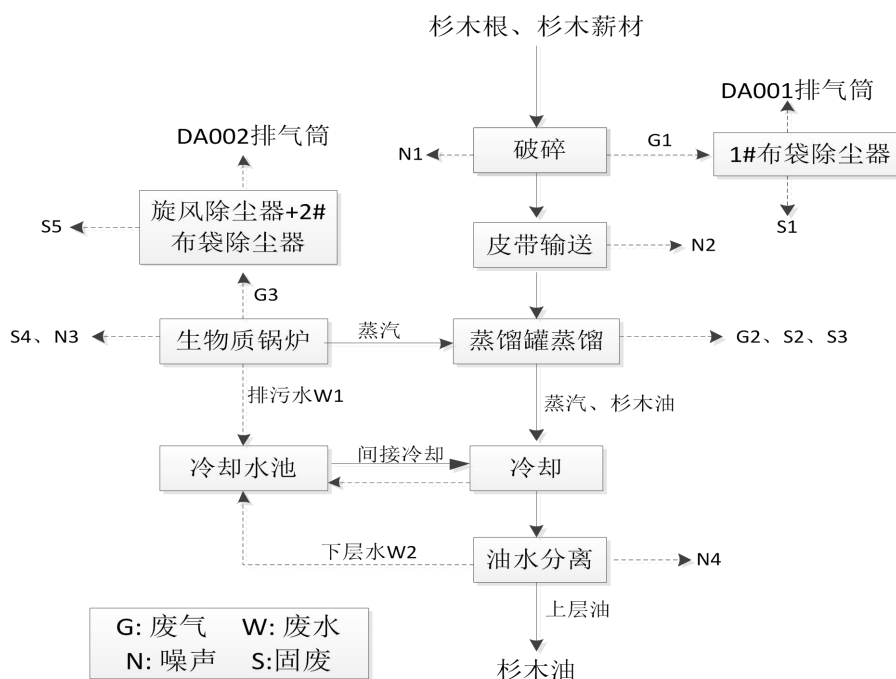 杉木根、杉木薪材
DA001排气筒
DA002排气筒
N1
破碎
G1
1#布袋除尘器
旋风除尘器+2#
布袋除尘器
S5
S1
皮带输送
N2
G3
S4、N3
生物质锅炉
蒸汽
蒸馏罐蒸馏
G2、S2、S3
排污水W1
蒸汽、杉木油
冷却水池
间接冷却
冷却
下层水W2
油水分离
N4
上层油
G: 废气 W: 废水
N: 噪声 S:固废
杉木油